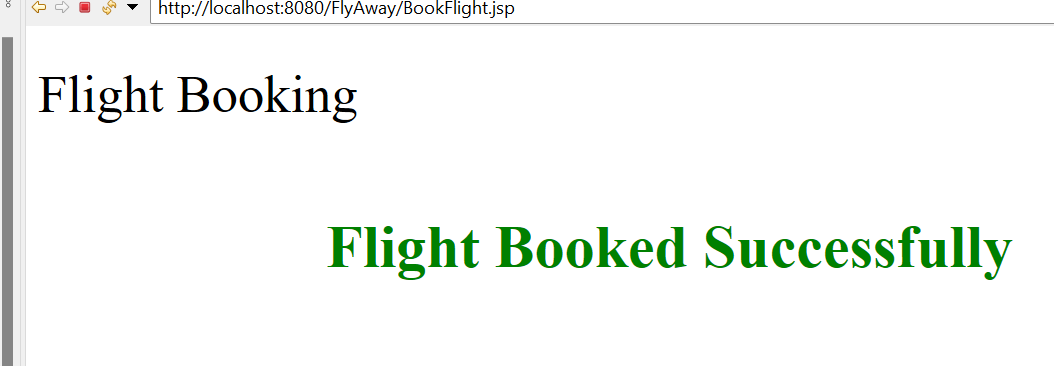 http://localhost:8080/FlyAway/BookFlight.jsp
Flight Booking
Flight Booked Successfully